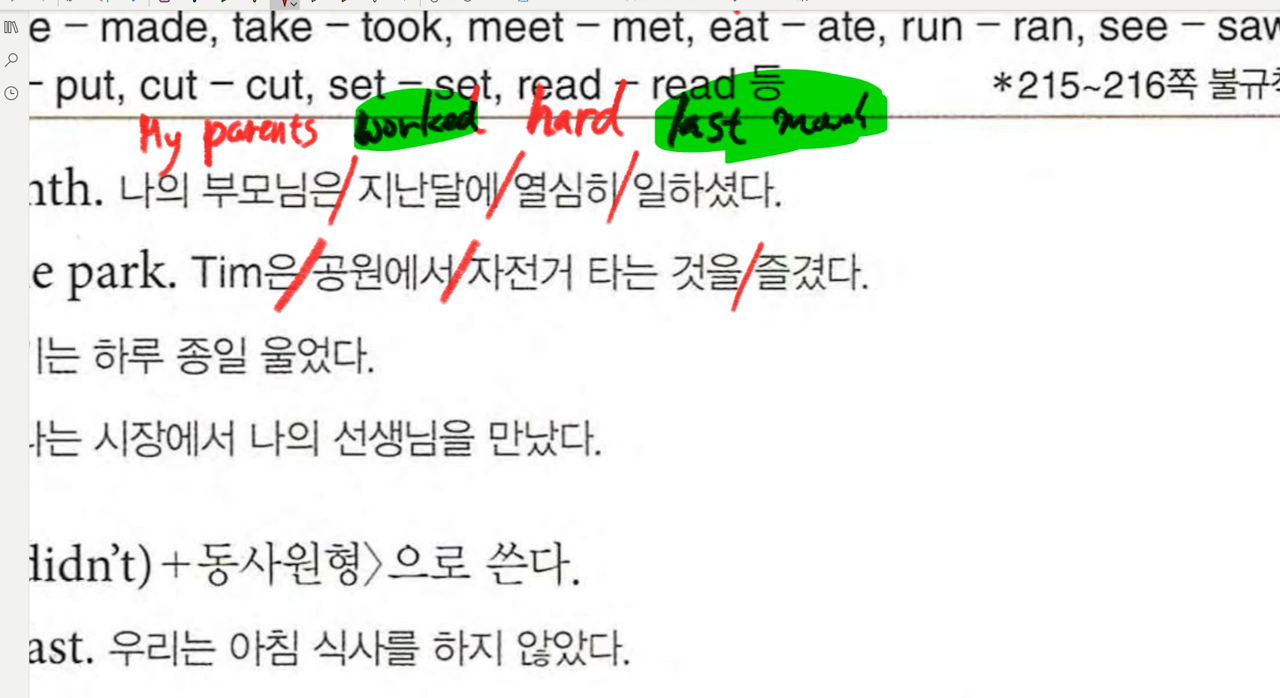 e – made, take – took, meet – met, eat – ate, run – ran, see – saw
– put, cut – cut, set – set, read – read 등 *215~216쪽 불규칙
My parents worked hard last
nth. 나의 부모님은 지난달에 열심히 일하셨다.
e park. Tim은 공원에서 자전거 타는 것을 즐겼다.
는 하루 종일 울었다.
나는 시장에서 나의 선생님을 만났다.
didn't) + 동사원형〉으로 쓴다.
ast. 우리는 아침 식사를 하지 않았다.